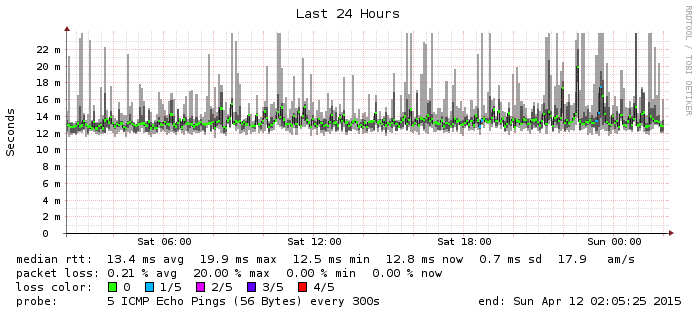 Last 24 Hours
RRDTOOL / TOBI OETIKER
Seconds
22 m
20 m
18 m
16 m
14 m
12 m
10 m
8 m
6 m
4 m
2 m
0
Sat 06:00 Sat 12:00 Sat 18:00 Sun 00:00
median rtt: 13.4 ms avg 19.9 ms max 12.5 ms min 12.8 ms now 0.7 ms sd 17.9 am/s
packet loss: 0.21 % avg 20.00 % max 0.00 % min 0.00 % now
loss color: 0 1/5 2/5 3/5 4/5
probe: 5 ICMP Echo Pings (56 Bytes) every 300s end: Sun Apr 12 02:05:25 2015